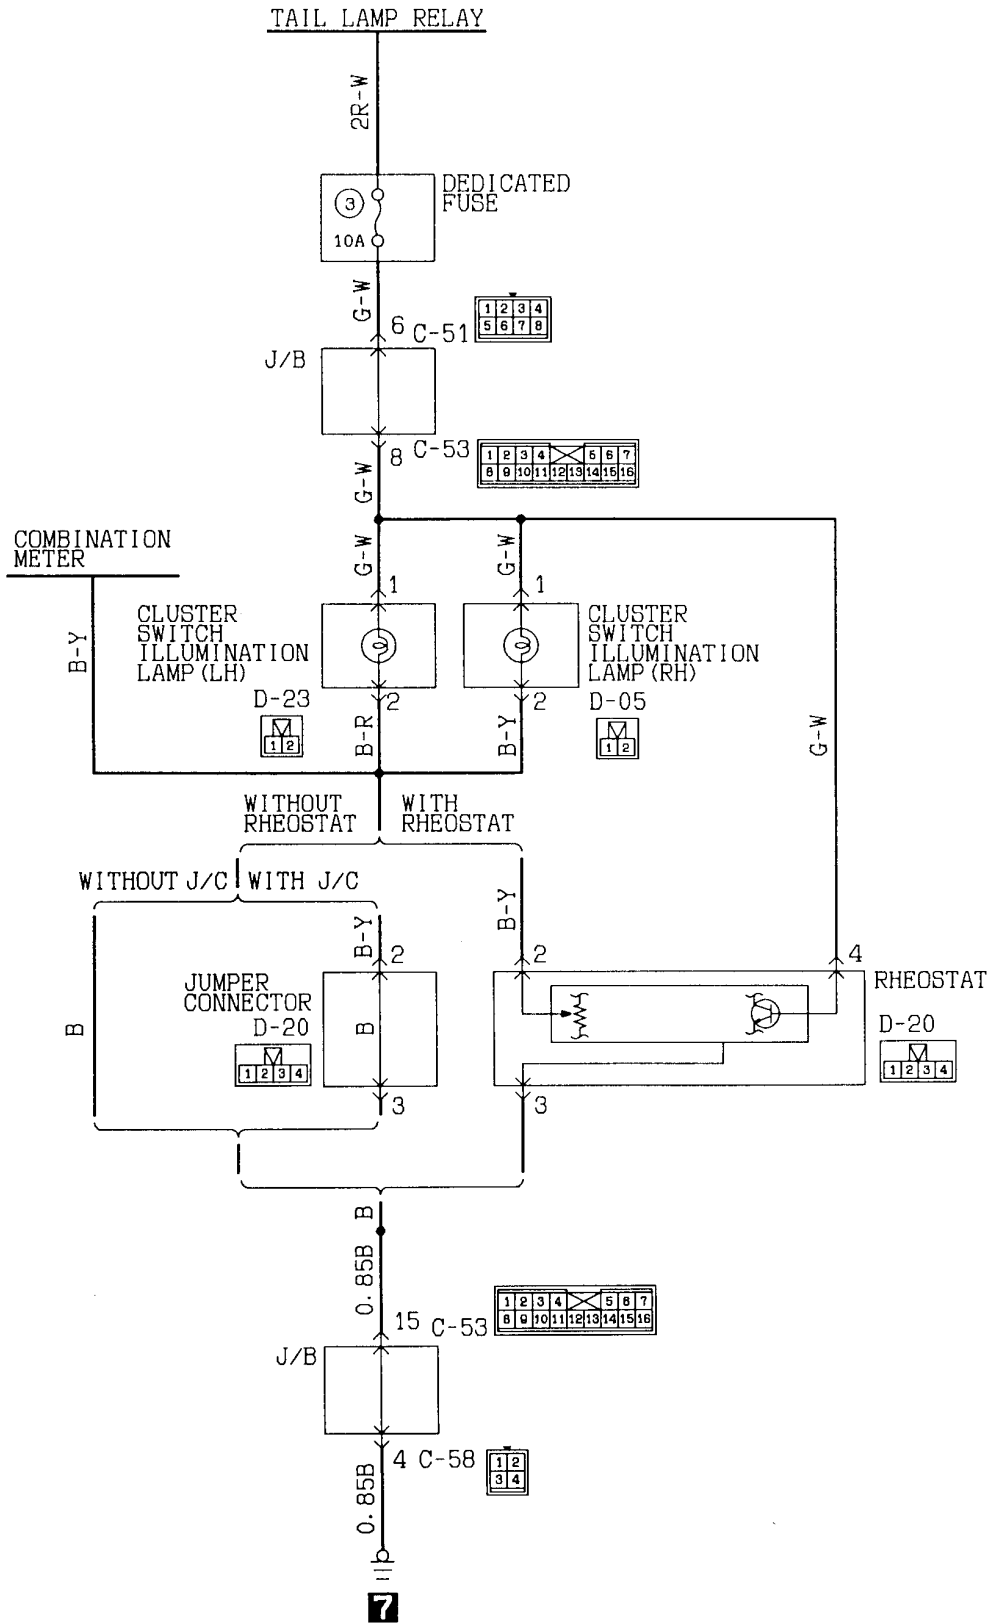 TAIL LAMP RELAY
2R-W
DEDICATED
FUSE
3
10A
G-W
6 C-51
1 2 3 4
5 6 7 8
J/B
8 C-53
1 2 3 4 5 6 7
8 9 10 11 12 13 14 15 16
G-W
COMBINATION
METER
G-W
G-W
1
1
B-Y
CLUSTER
SWITCH
ILLUMINATION
LAMP(LH)
CLUSTER
SWITCH
ILLUMINATION
LAMP(RH)
D-23
2
2
D-05
1 2
B-R
B-Y
1 2
G-W
WITHOUT
RHEOSTAT
WITH
RHEOSTAT
WITHOUT J/C
WITH J/C
B-Y
B-Y
2
2
4
JUMPER
CONNECTOR
D-20
RHEOSTAT
B
B
D-20
1 2 3 4
1 2 3 4
3
3
B
0.85B
15 C-53
1 2 3 4 5 6 7
8 9 10 11 12 13 14 15 16
J/B
4 C-58
1 2
3 4
0.85B
7